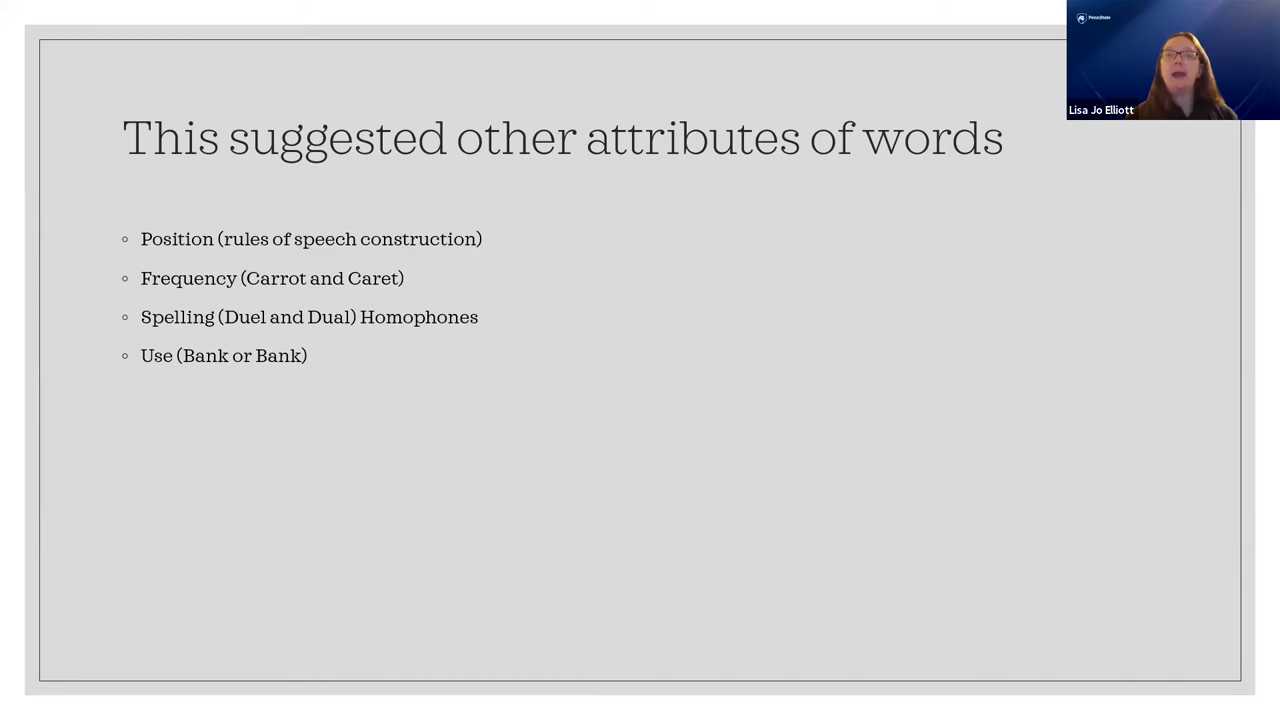 PennState
Lisa Jo Elliott
This suggested other attributes of words
Position (rules of speech construction)
Frequency (Carrot and Caret)
Spelling (Duel and Dual) Homophones
Use (Bank or Bank)